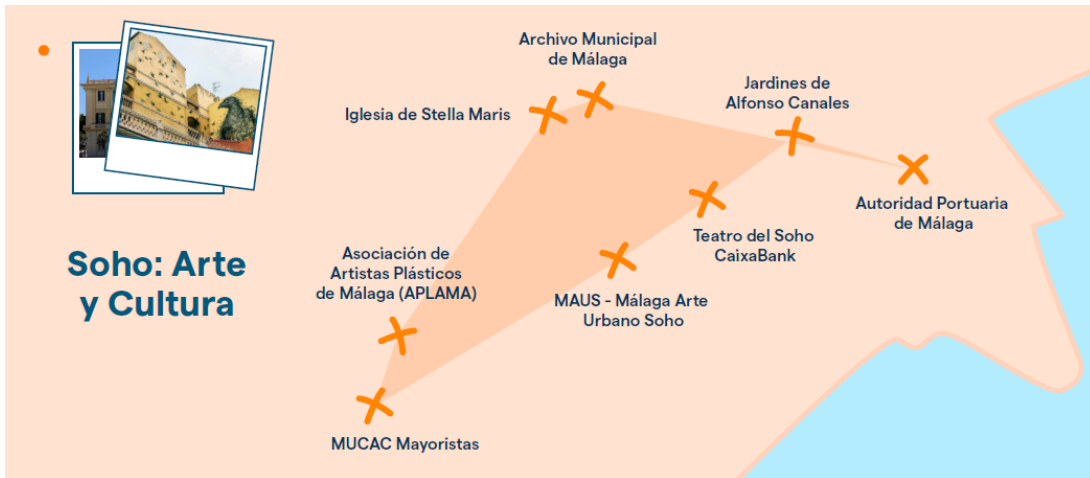 Archivo Municipal
de Málaga
Iglesia de Stella Maris
Jardines de
Alfonso Canales
Autoridad Portuaria
de Málaga
Teatro del Soho
CaixaBank
Soho: Arte
y Cultura
Asociación de
Artistas Plásticos
de Málaga (APLAMA)
MAUS - Málaga Arte
Urbano Soho
MUCAC Mayoristas